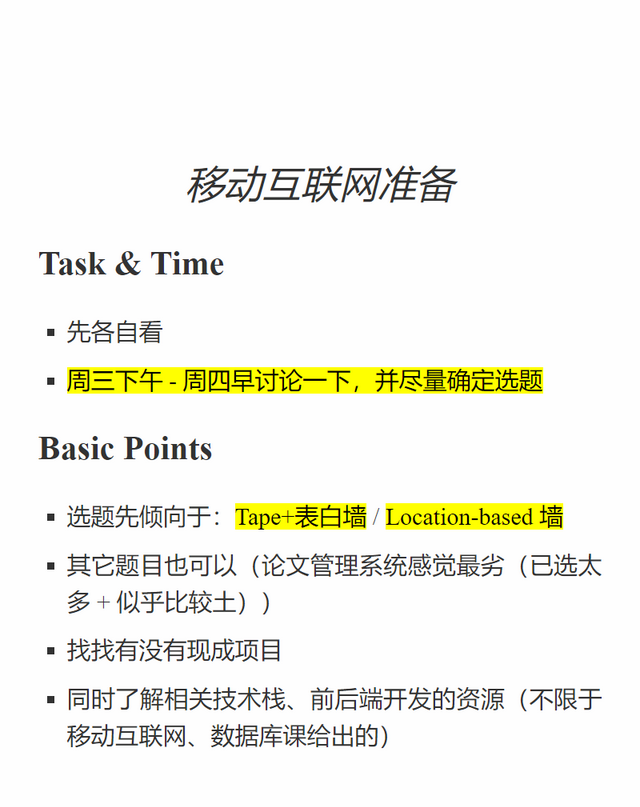 移动互联网准备
Task & Time
先各自看
周三下午 - 周四早讨论一下，并尽量确定选题
Basic Points
选题先倾向于：Tape+表白墙 / Location-based 墙
其它题目也可以（论文管理系统感觉最劣（已选太
多 + 似乎比较土））
找找有没有现成项目
同时了解相关技术栈、前后端开发的资源（不限于
移动互联网、数据库课给出的）